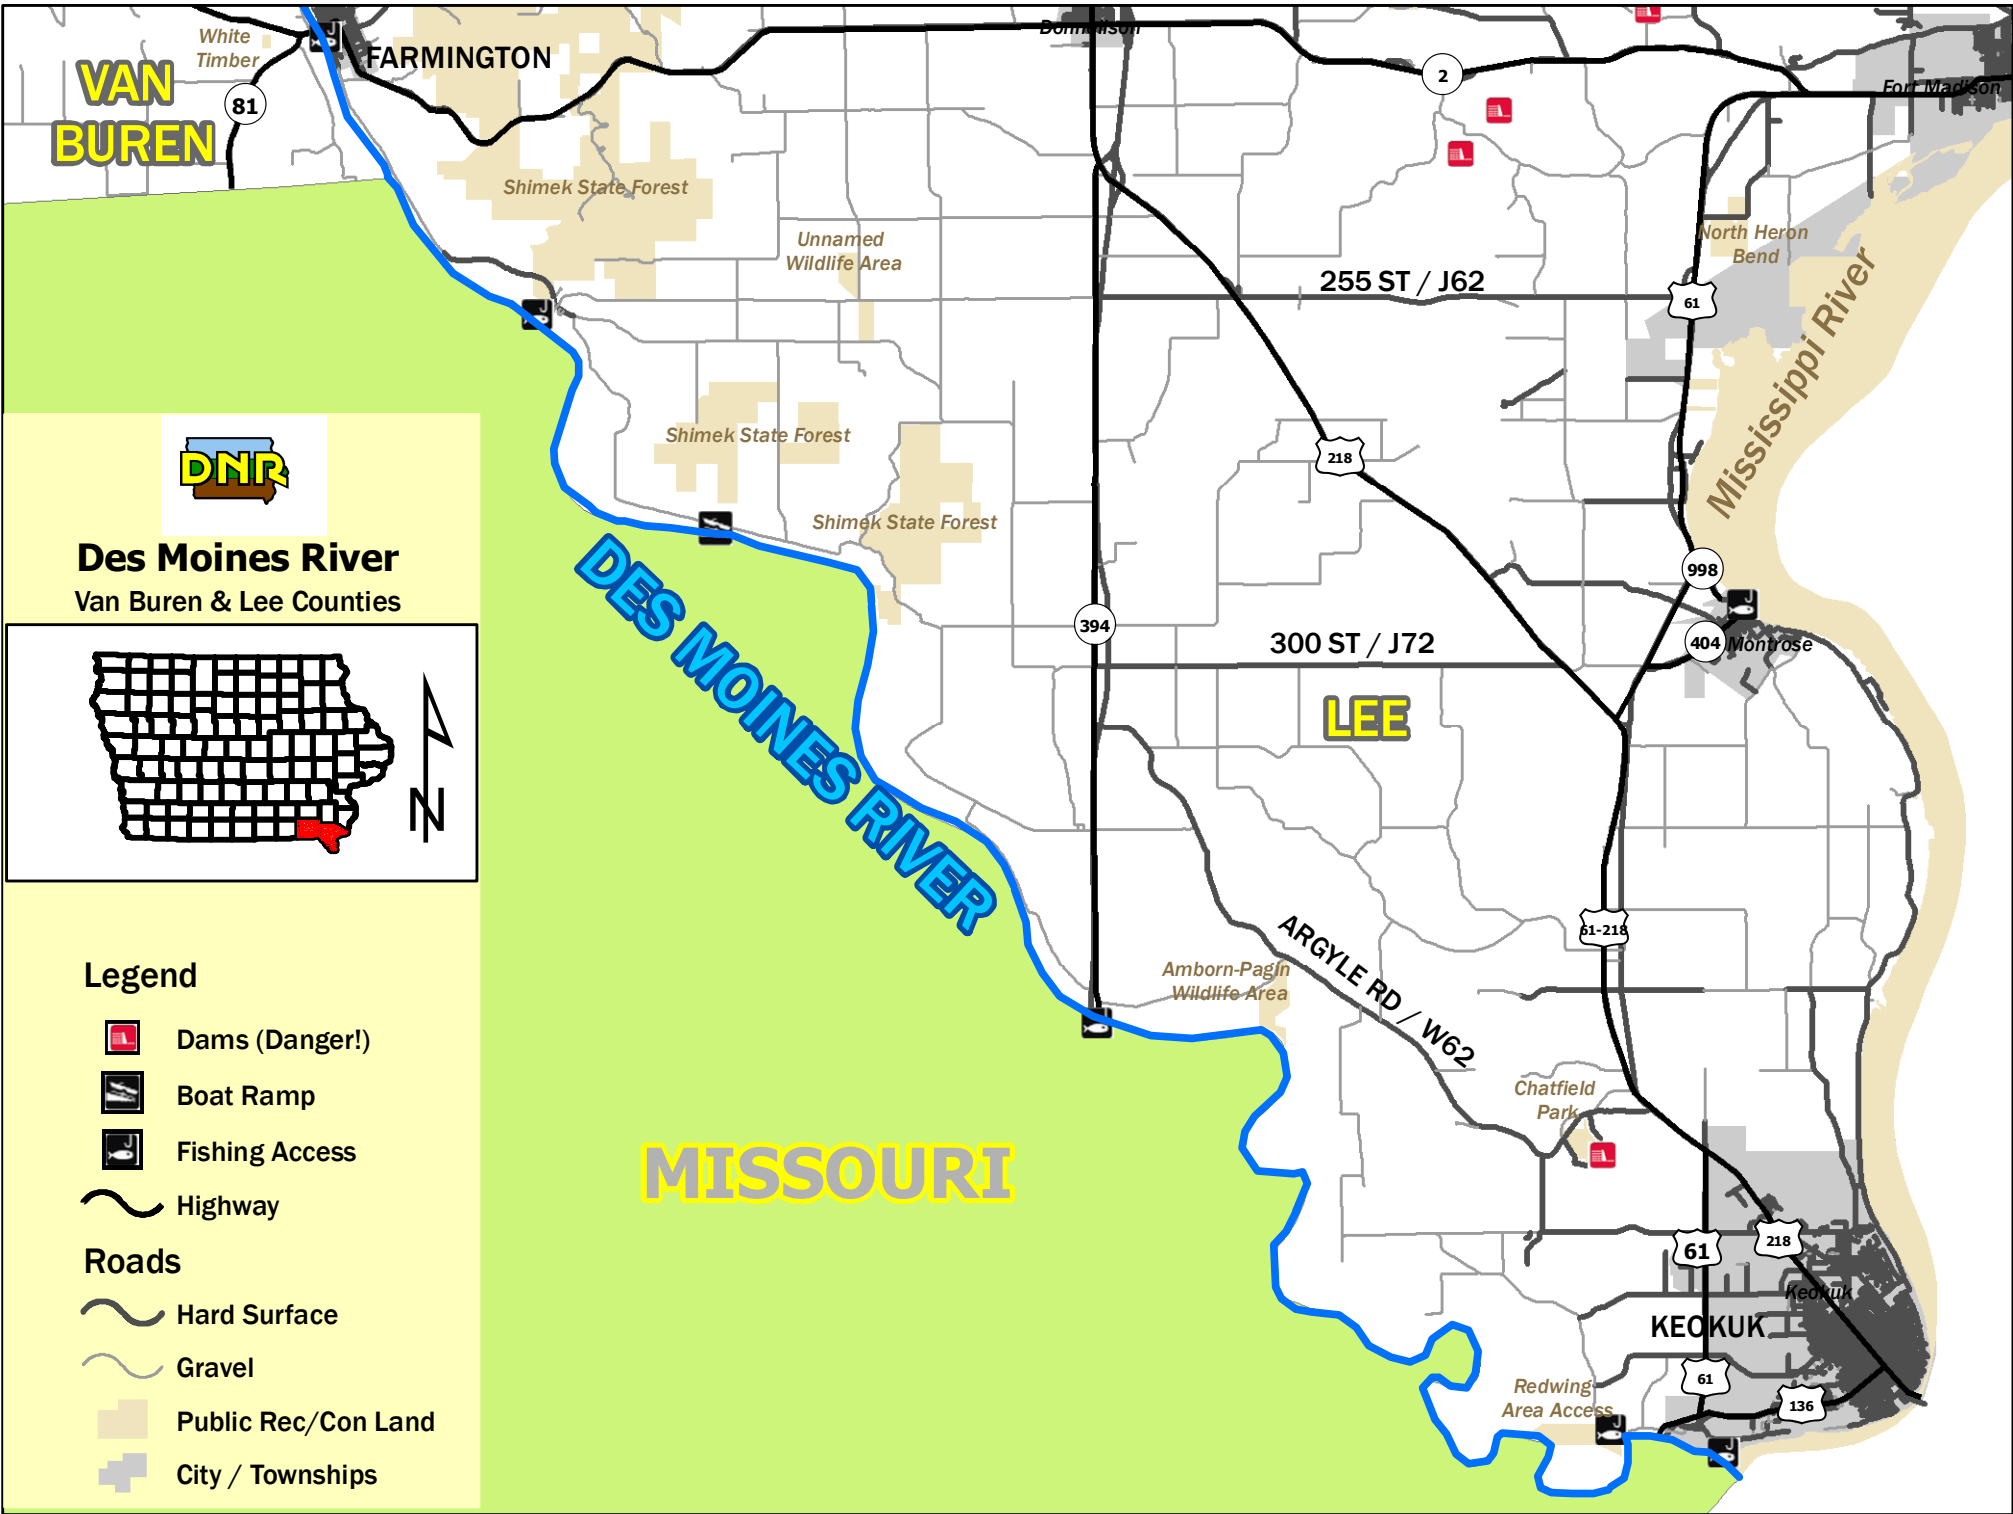 White
Timber
FARMINGTON
VAN
BUREN
81
Donnellson
2
Fort Madison
Shimek State Forest
Unnamed
Wildlife Area
North Heron
Bend
255 ST / J62
61
Mississippi River
218
Shimek State Forest
Shimek State Forest
DNR
Des Moines River
Van Buren & Lee Counties
N
DES MOINES RIVER
998
394
404
Montrose
300 ST / J72
LEE
61-218
ARGYLE RD / W62
Amborn-Pagin
Wildlife Area
Chatfield
Park
MISSOURI
61
218
Keokuk
KEOKUK
61
136
Redwing
Area Access
Legend
Dams (Danger!)
Boat Ramp
Fishing Access
Highway
Roads
Hard Surface
Gravel
Public Rec/Con Land
City / Townships